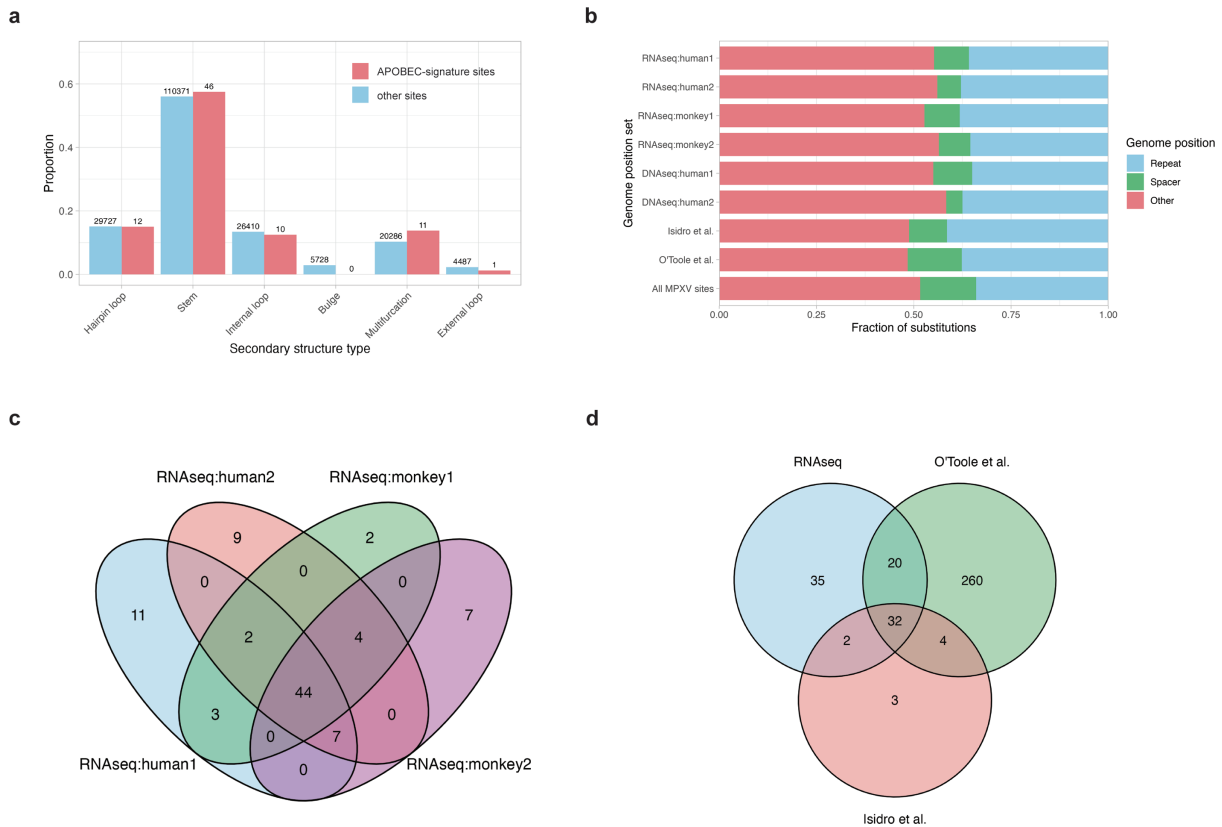 a
0.6
0.4
0.2
0.0
Proportion
APOBEC-signature sites
other sites
29727
12
110371
46
26410
10
5728
0
20286
11
4487
1
Hairpin loop
Stem
Internal loop
Bulge
Multifurcation
External loop
Secondary structure type
b
Genome position set
RNAseq:human1
RNAseq:human2
RNAseq:monkey1
RNAseq:monkey2
DNAseq:human1
DNAseq:human2
Isidro et al.
O'Toole et al.
All MPXV sites
0.00
0.25
0.50
0.75
1.00
Fraction of substitutions
Genome position
Repeat
Spacer
Other
c
RNAseq:human2
RNAseq:monkey1
9
2
0
0
0
11
7
2
4
44
3
0
0
7
0
RNAseq:human1
RNAseq:monkey2
d
RNAseq
O'Toole et al.
20
35
260
32
2
4
3
Isidro et al.